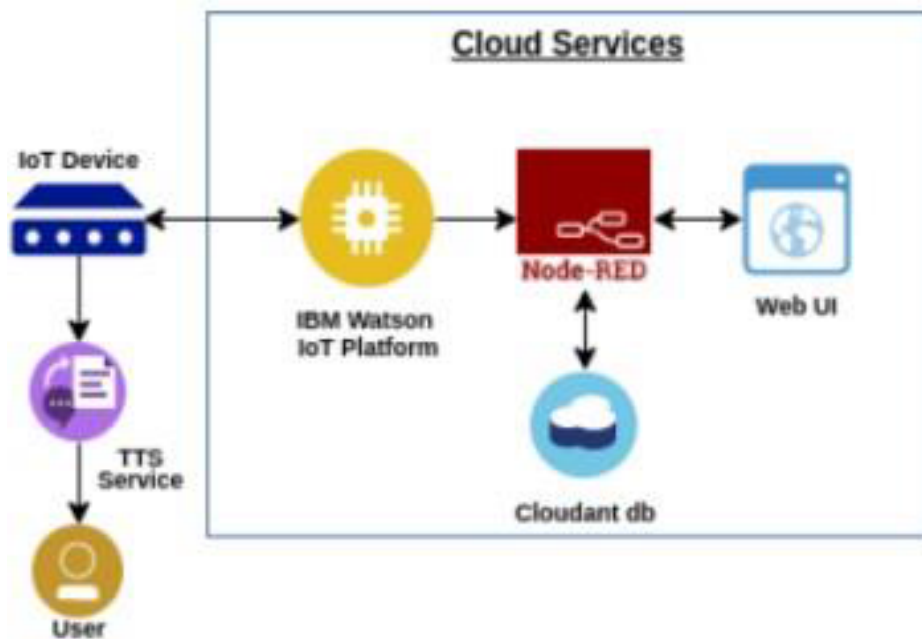 Cloud Services
IoT Device
Node-RED
IBM Watson
IoT Platform
Web UI
TTS
Service
Cloudant db
User